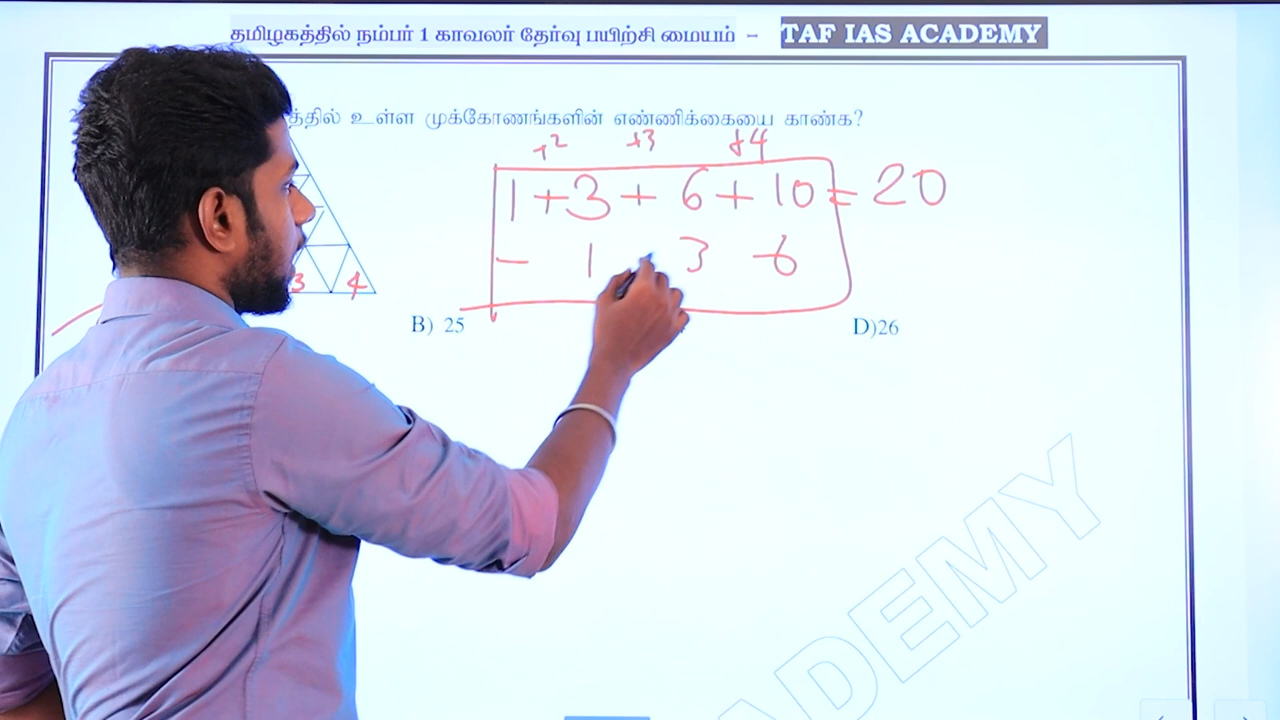 தமிழகத்தில் நம்பர் 1 காவலர் தேர்வு பயிற்சி மையம் – TAF IAS ACADEMY
உள்ள முக்கோணங்களின் எண்ணிக்கையை காண்க?
+2 +3 +4
1 + 3 + 6 + 10 = 20
– 1 3 6
3 4
B) 25 D)26